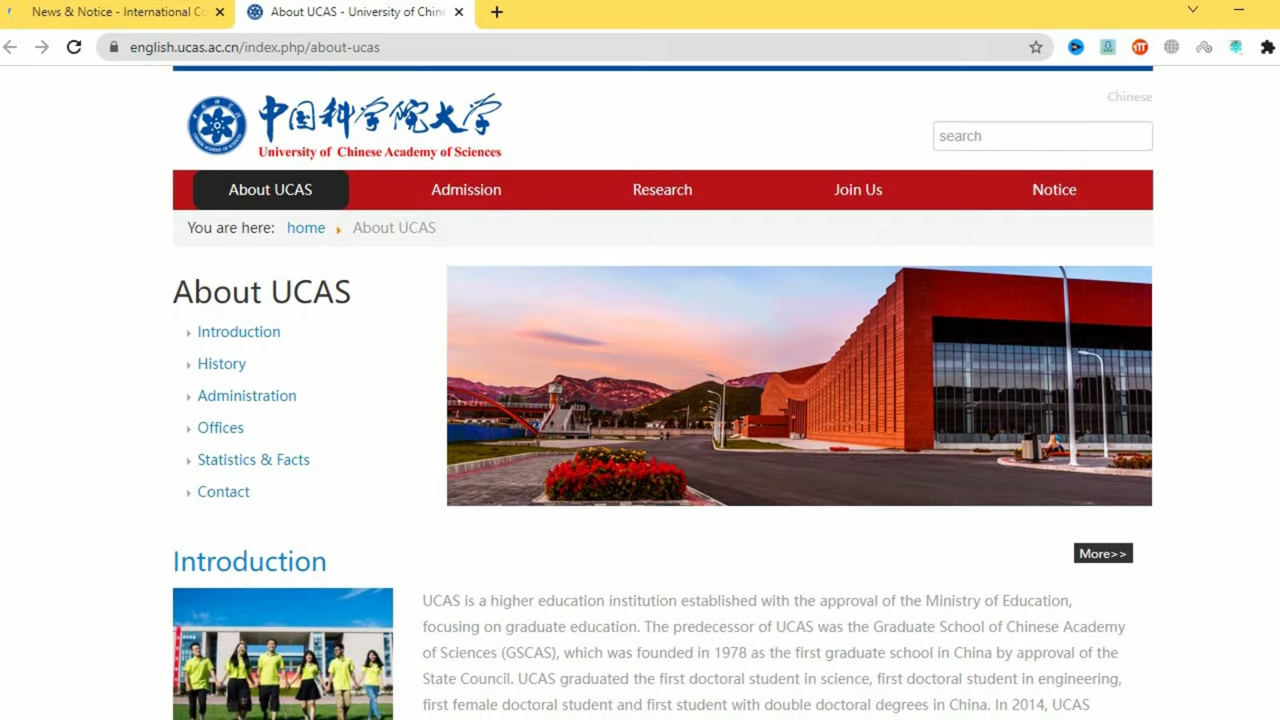 News & Notice - International Co
About UCAS - University of Chine
english.ucas.ac.cn/index.php/about-ucas
Chinese
中国科学院大学
University of Chinese Academy of Sciences
search
About UCAS
Admission
Research
Join Us
Notice
You are here: home About UCAS
About UCAS
Introduction
History
Administration
Offices
Statistics & Facts
Contact
Introduction
More>>
UCAS is a higher education institution established with the approval of the Ministry of Education,
focusing on graduate education. The predecessor of UCAS was the Graduate School of Chinese Academy
of Sciences (GSCAS), which was founded in 1978 as the first graduate school in China by approval of the
State Council. UCAS graduated the first doctoral student in science, first doctoral student in engineering,
first female doctoral student and first student with double doctoral degrees in China. In 2014, UCAS